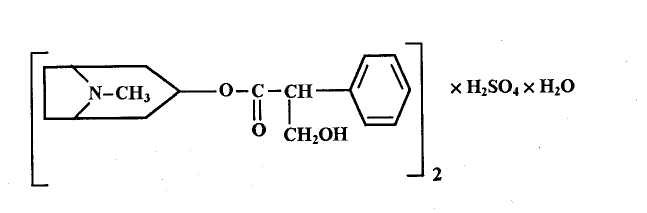 N–CH₃ –O–C–CH– × H₂SO₄ × H₂O
O CH₂OH
2